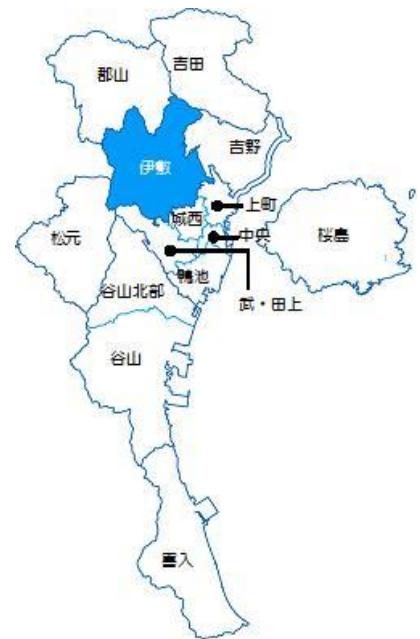 吉田
郡山
吉野
伊敷
上町
城西
中央
桜島
松元
鴨池
谷山北部
武・田上
谷山
喜入